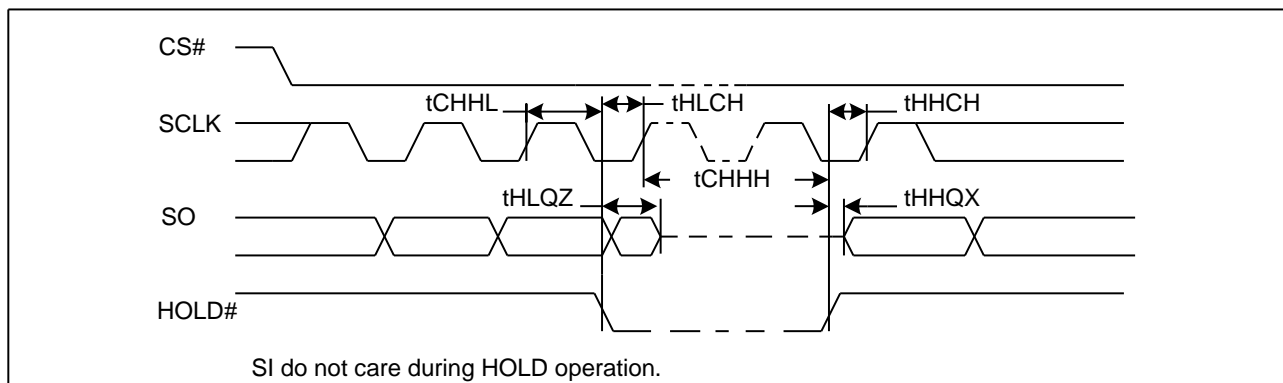 CS#
tCHHL
tHLCH
tHHCH
SCLK
tCHHH
tHLQZ
tHHQX
SO
HOLD#
SI do not care during HOLD operation.